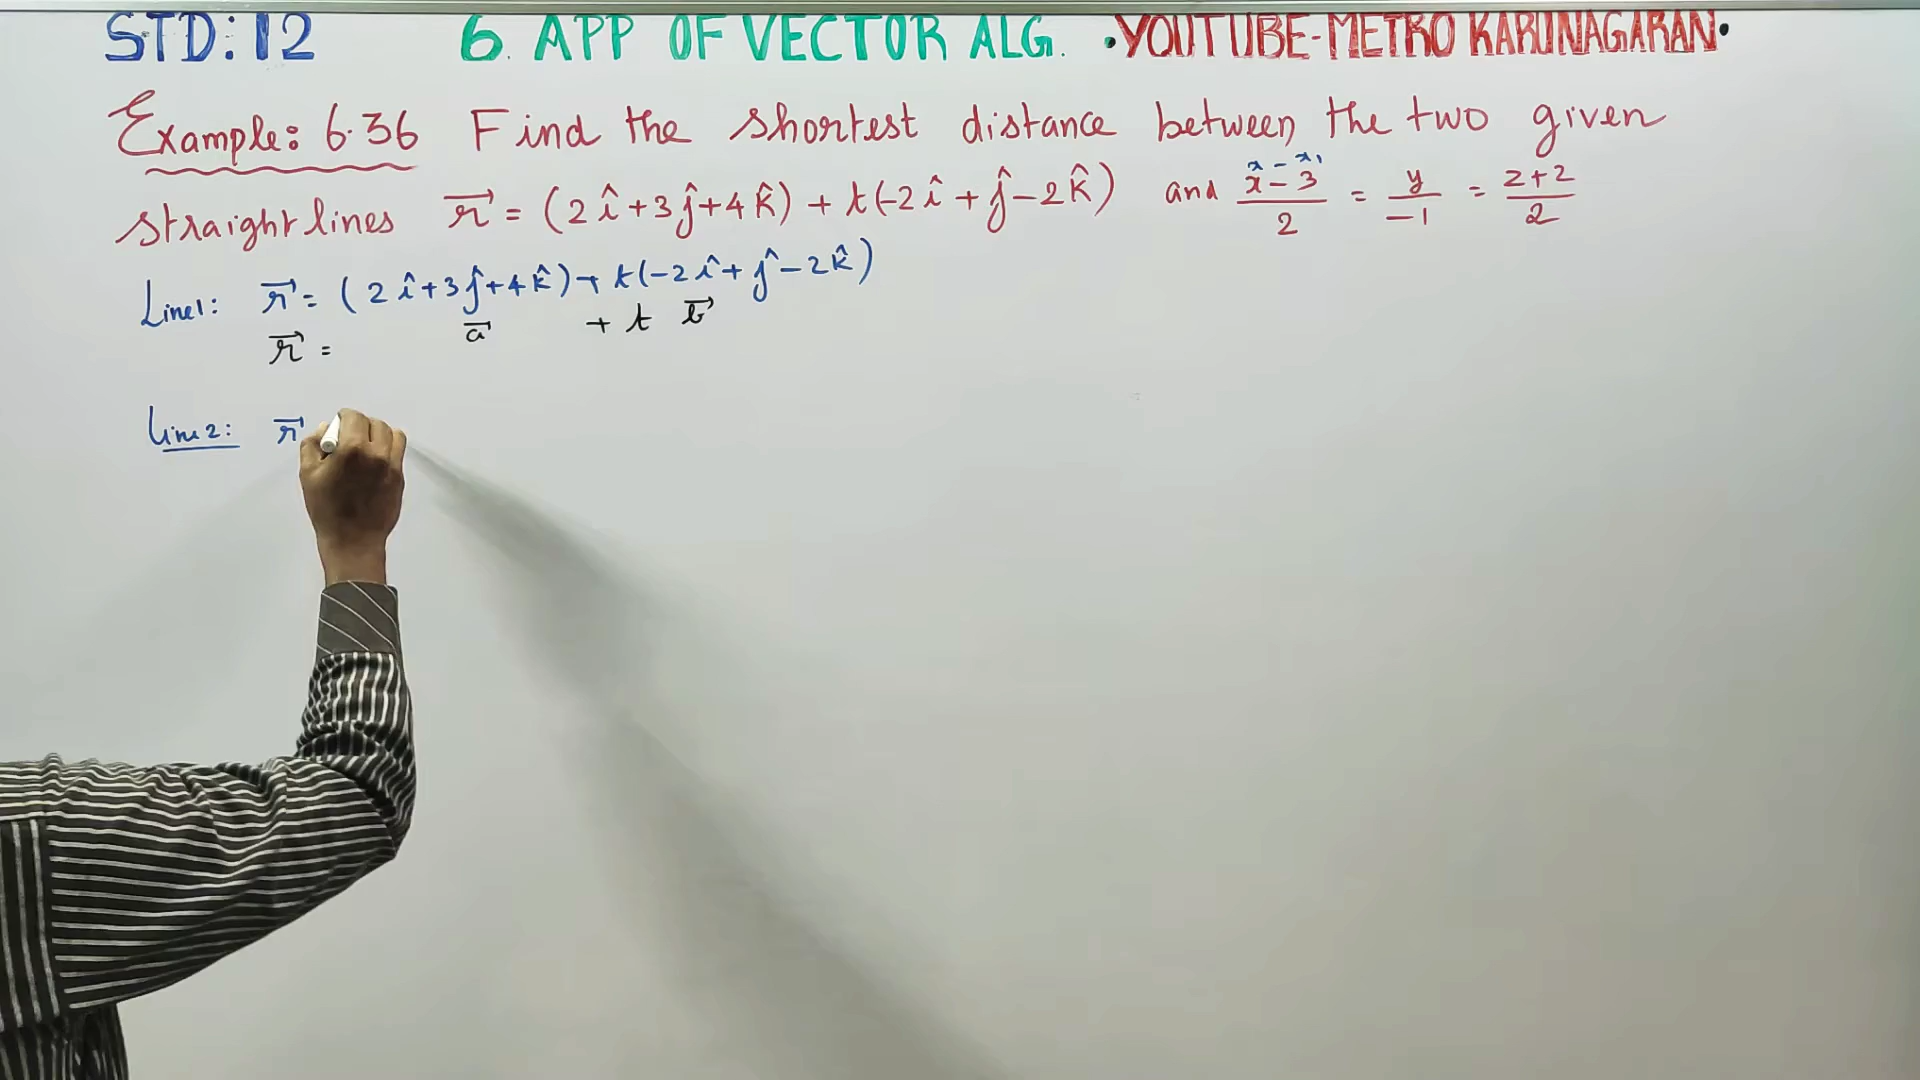 STD:12 6. APP OF VECTOR ALG. •YOUTUBE-METRO KARUNAGARAN•
Example: 6.36 Find the shortest distance between the two given
x - x₁
straight lines r⃗ = (2î+3ĵ+4k̂) + t(-2î+ĵ-2k̂) and (x-3)/2 = y/-1 = (z+2)/2
Line1: r⃗ = (2î+3ĵ+4k̂)+t(-2î+ĵ-2k̂)
r⃗ = a⃗ + t b⃗
Line2: r⃗